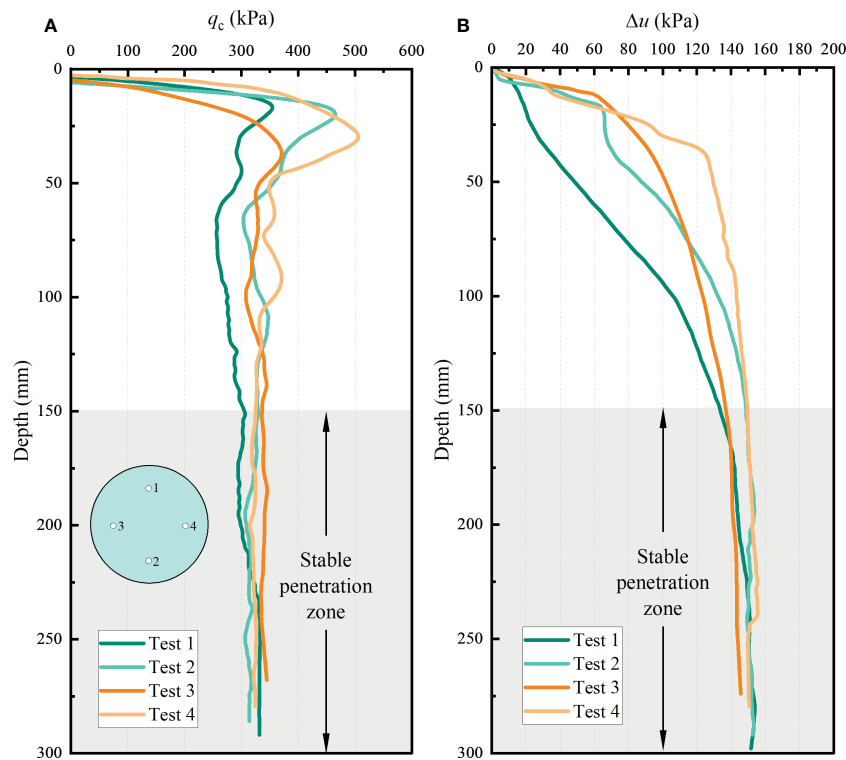 A
q_c (kPa)
0 100 200 300 400 500 600
0
50
100
150
200
250
300
Depth (mm)
1
3 4
2
Stable
penetration
zone
Test 1
Test 2
Test 3
Test 4
B
Δu (kPa)
0 20 40 60 80 100 120 140 160 180 200
0
50
100
150
200
250
300
Dpeth (mm)
Stable
penetration
zone
Test 1
Test 2
Test 3
Test 4